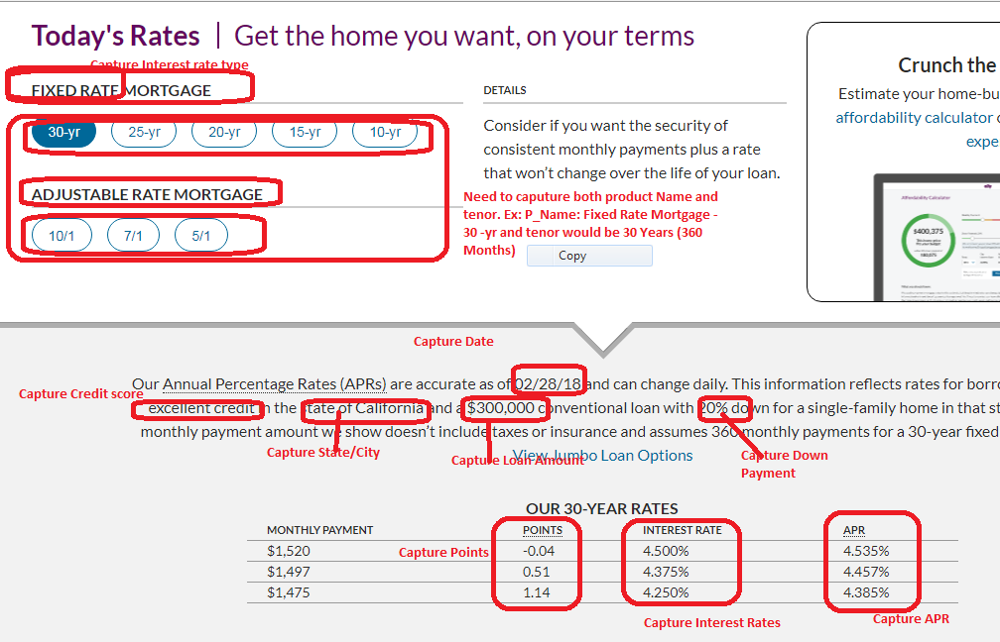 Today's Rates | Get the home you want, on your terms
Capture Interest rate type
FIXED RATE MORTGAGE
30-yr 25-yr 20-yr 15-yr 10-yr
ADJUSTABLE RATE MORTGAGE
10/1 7/1 5/1
DETAILS
Consider if you want the security of
consistent monthly payments plus a rate
that won't change over the life of your loan.
Need to caputure both product Name and
tenor. Ex: P_Name: Fixed Rate Mortgage -
30 -yr and tenor would be 30 Years (360
Months)
Copy
Crunch the
Estimate your home-bu
affordability calculator
expe
Affordability Calculator
$400,375
Capture Date
Our Annual Percentage Rates (APRs) are accurate as of 02/28/18 and can change daily. This information reflects rates for borro
Capture Credit score
excellent credit in the state of California and a $300,000 conventional loan with 20% down for a single-family home in that st
monthly payment amount we show doesn't include taxes or insurance and assumes 360 monthly payments for a 30-year fixed
Capture State/City
Capture Loan Amount
View Jumbo Loan Options
Capture Down
Payment
OUR 30-YEAR RATES
MONTHLY PAYMENT POINTS INTEREST RATE APR
$1,520 -0.04 4.500% 4.535%
Capture Points
$1,497 0.51 4.375% 4.457%
$1,475 1.14 4.250% 4.385%
Capture Interest Rates
Capture APR